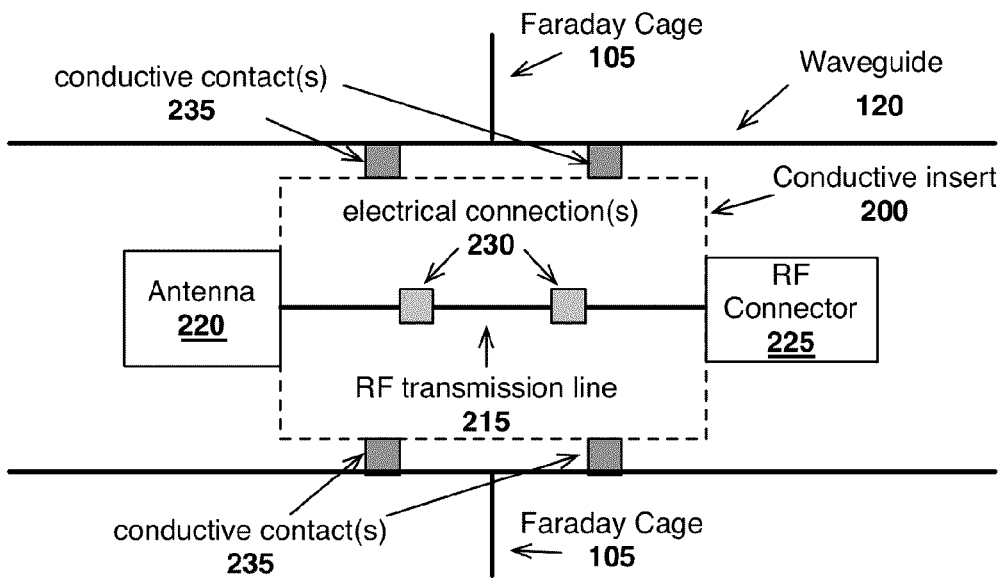 Faraday Cage
105
conductive contact(s)
235
Waveguide
120
Conductive insert
200
electrical connection(s)
230
Antenna
220
RF
Connector
225
RF transmission line
215
conductive contact(s)
235
Faraday Cage
105